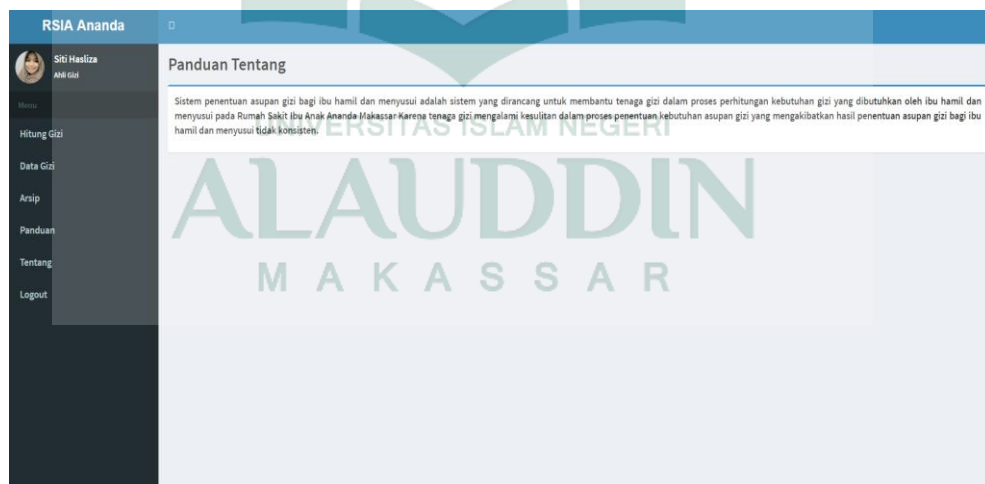 RSIA Ananda
Siti Hasliza
Ahli Gizi
Menu
Hitung Gizi
Data Gizi
Arsip
Panduan
Tentang
Logout
Panduan Tentang
Sistem penentuan asupan gizi bagi ibu hamil dan menyusui adalah sistem yang dirancang untuk membantu tenaga gizi dalam proses perhitungan kebutuhan gizi yang dibutuhkan oleh ibu hamil dan
menyusui pada Rumah Sakit Ibu Anak Ananda Makassar Karena tenaga gizi mengalami kesulitan dalam proses penentuan kebutuhan asupan gizi yang mengakibatkan hasil penentuan asupan gizi bagi ibu
hamil dan menyusui tidak konsisten.
UNIVERSITAS ISLAM NEGERI
ALAUDDIN
MAKASSAR